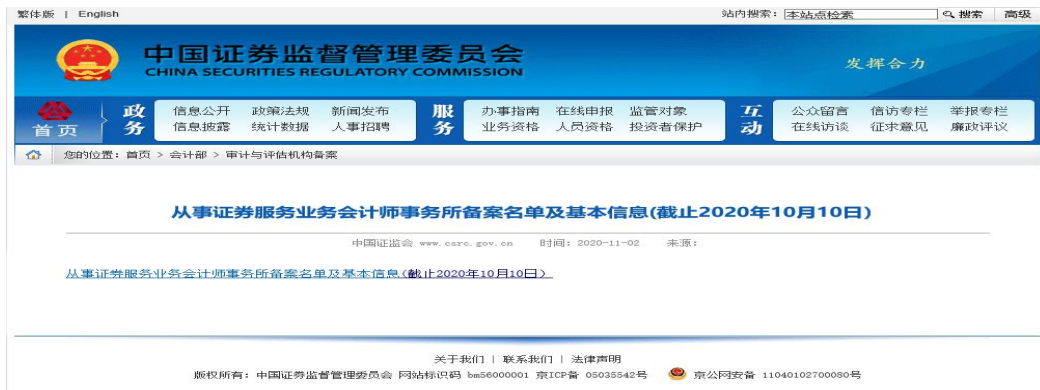 繁体版 | English 站内搜索: 本站点检索 搜索 高级
中国证券监督管理委员会
CHINA SECURITIES REGULATORY COMMISSION
发挥合力
首页
政务
信息公开 政策法规 新闻发布
信息披露 统计数据 人事招聘
服务
办事指南 在线申报 监管对象
业务资格 人员资格 投资者保护
互动
公众留言 信访专栏 举报专栏
在线访谈 征求意见 廉政评议
您的位置: 首页 > 会计部 > 审计与评估机构备案
从事证券服务业务会计师事务所备案名单及基本信息(截止2020年10月10日)
中国证监会 www.csrc.gov.cn 时间: 2020-11-02 来源:
从事证券服务业务会计师事务所备案名单及基本信息(截止2020年10月10日)
关于我们 | 联系我们 | 法律声明
版权所有: 中国证券监督管理委员会 网站标识码 bm56000001 京ICP备 05035542号 京公网安备 11040102700080号